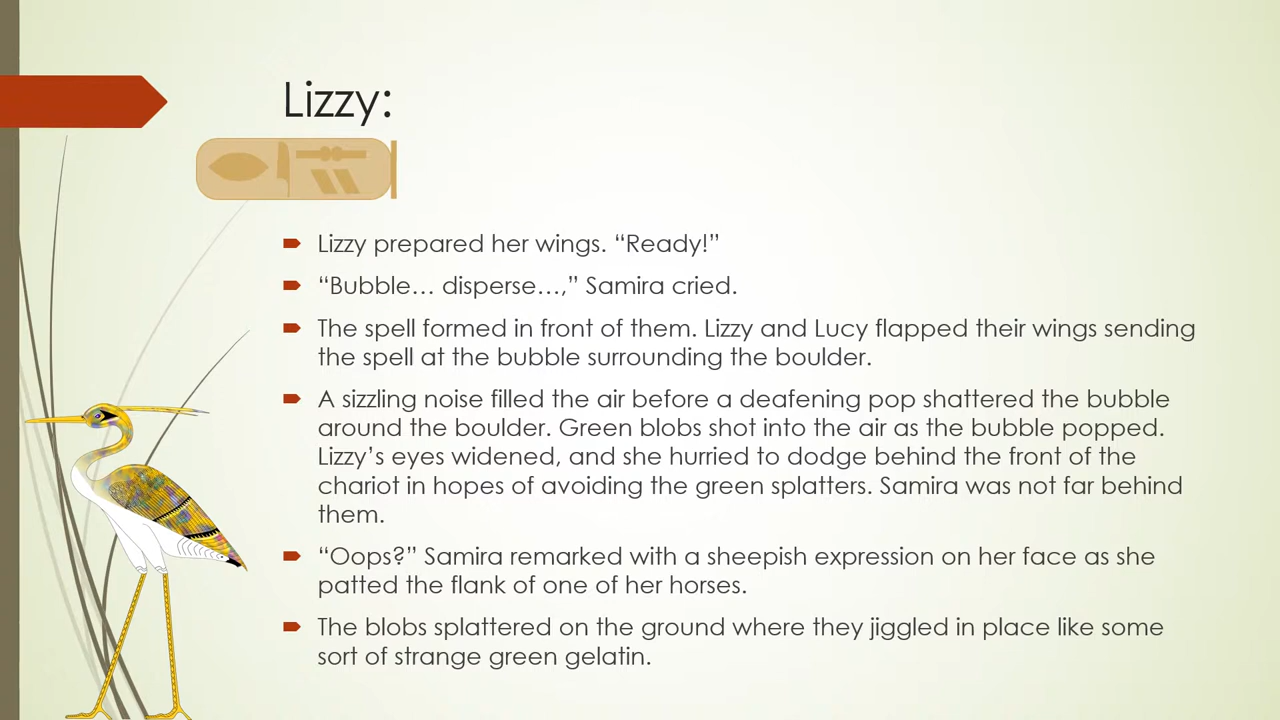 Lizzy:
Lizzy prepared her wings. “Ready!”
“Bubble… disperse…,” Samira cried.
The spell formed in front of them. Lizzy and Lucy flapped their wings sending
the spell at the bubble surrounding the boulder.
A sizzling noise filled the air before a deafening pop shattered the bubble
around the boulder. Green blobs shot into the air as the bubble popped.
Lizzy’s eyes widened, and she hurried to dodge behind the front of the
chariot in hopes of avoiding the green splatters. Samira was not far behind
them.
“Oops?” Samira remarked with a sheepish expression on her face as she
patted the flank of one of her horses.
The blobs splattered on the ground where they jiggled in place like some
sort of strange green gelatin.